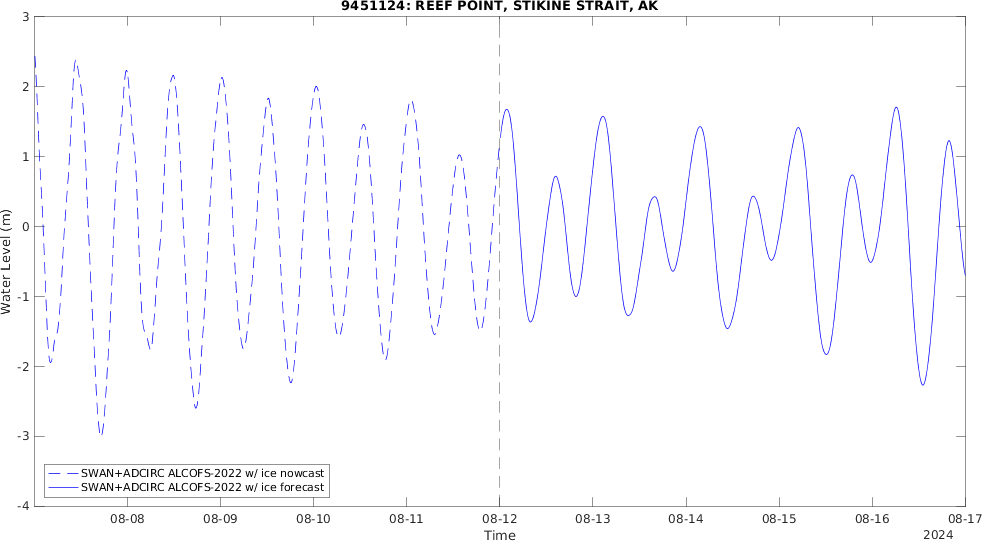 9451124: REEF POINT, STIKINE STRAIT, AK
3
2
1
0
-1
-2
-3
-4
Water Level (m)
SWAN+ADCIRC ALCOFS-2022 w/ ice nowcast
SWAN+ADCIRC ALCOFS-2022 w/ ice forecast
08-08 08-09 08-10 08-11 08-12 08-13 08-14 08-15 08-16 08-17
Time
2024